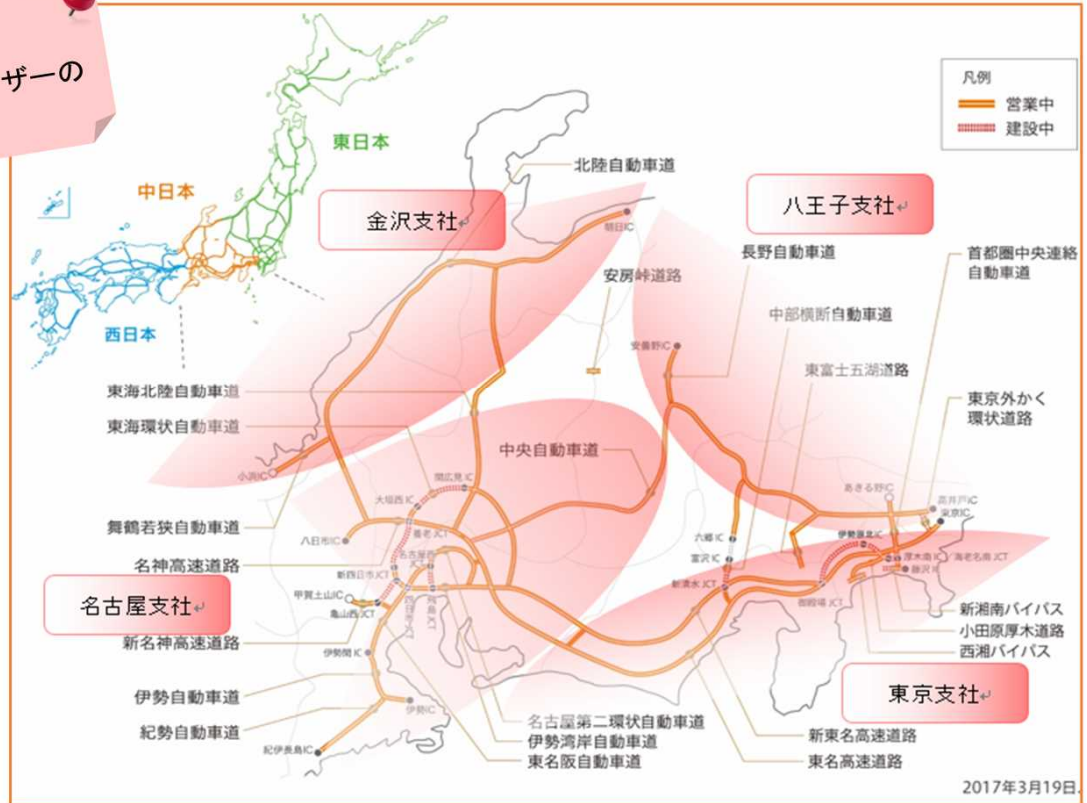 ザーの
凡例
営業中
建設中
東日本
中日本
西日本
北陸自動車道
金沢支社
八王子支社
朝日IC
長野自動車道
首都圏中央連絡
自動車道
安房峠道路
中部横断自動車道
安曇野IC
東富士五湖道路
東海北陸自動車道
東京外かく
環状道路
東海環状自動車道
中央自動車道
小浜IC
関広見IC
あきる野IC
大垣西IC
高井戸IC
東京IC
舞鶴若狭自動車道
八日市IC
養老JCT
六郷IC
伊勢原北IC
名神高速道路
名古屋西
JCT
富沢IC
厚木南IC
海老名南JCT
新四日市JCT
新清水JCT
藤沢IC
名古屋支社
甲賀土山IC
亀山西JCT
御殿場JCT
新湘南バイパス
新名神高速道路
小田原厚木道路
伊勢関IC
西湘バイパス
東京支社
伊勢自動車道
伊勢IC
名古屋第二環状自動車道
紀勢自動車道
伊勢湾岸自動車道
新東名高速道路
紀伊長島IC
東名阪自動車道
東名高速道路
2017年3月19日